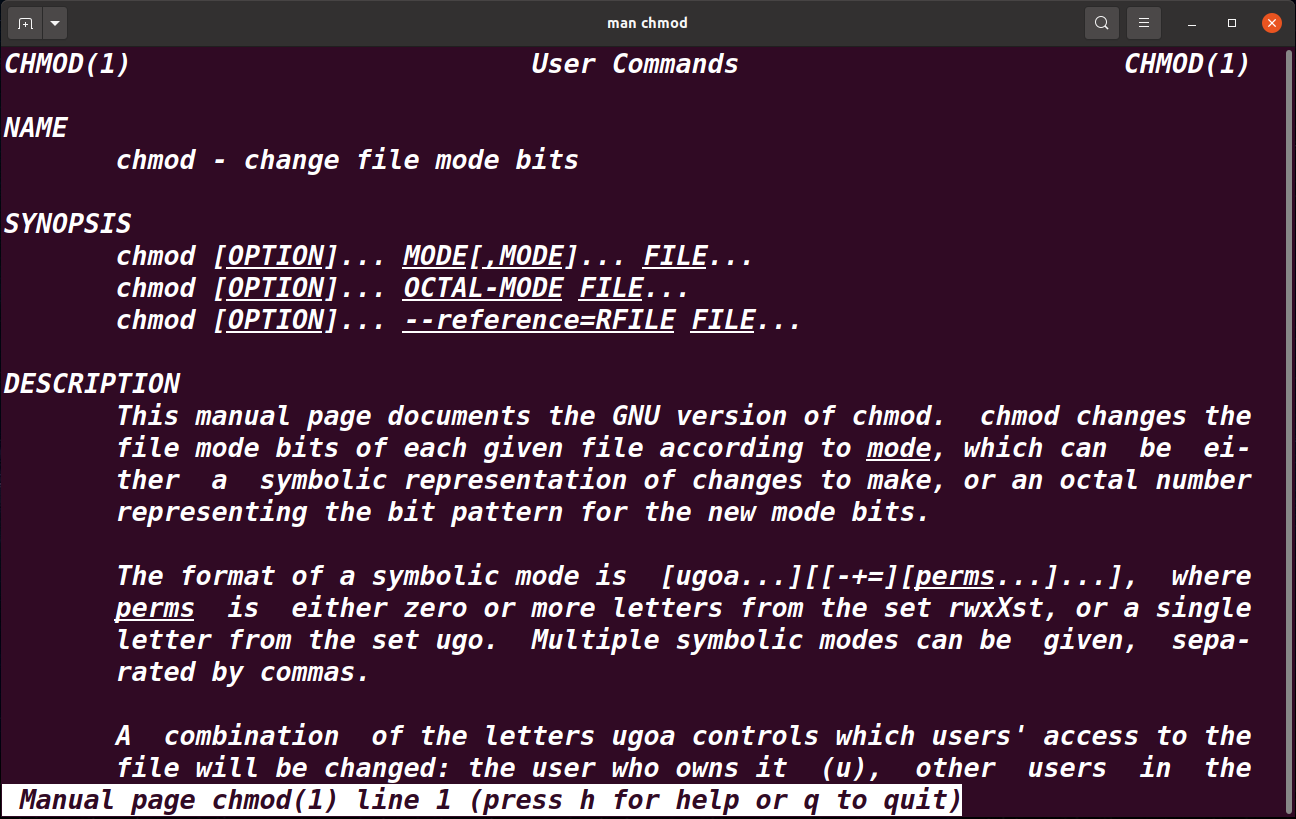 man chmod
CHMOD(1) User Commands CHMOD(1)
NAME
chmod - change file mode bits
SYNOPSIS
chmod [OPTION]... MODE[,MODE]... FILE...
chmod [OPTION]... OCTAL-MODE FILE...
chmod [OPTION]... --reference=RFILE FILE...
DESCRIPTION
This manual page documents the GNU version of chmod.  chmod changes the
file mode bits of each given file according to mode, which can  be  ei-
ther  a  symbolic representation of changes to make, or an octal number
representing the bit pattern for the new mode bits.
The format of a symbolic mode is  [ugoa...][[-+=][perms...]...],  where
perms  is  either zero or more letters from the set rwxXst, or a single
letter from the set ugo.  Multiple symbolic modes can be  given,  sepa-
rated by commas.
A  combination  of the letters ugoa controls which users' access to the
file will be changed: the user who owns it  (u),  other  users  in  the
Manual page chmod(1) line 1 (press h for help or q to quit)